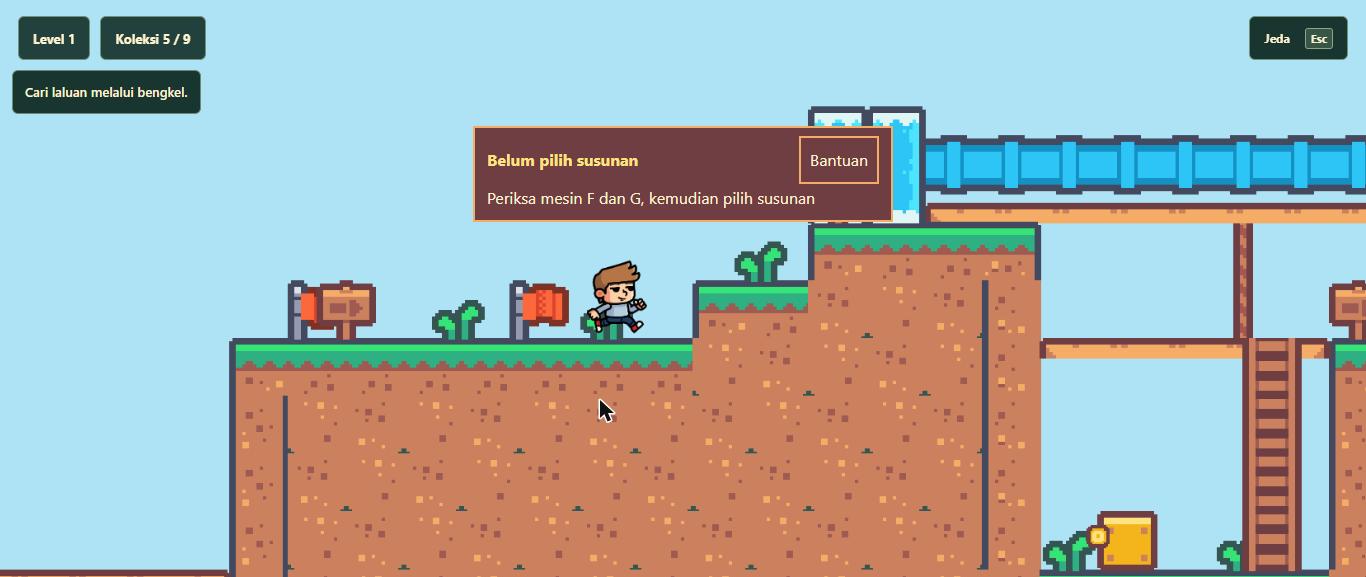 Level 1
Koleksi 5 / 9
Jeda Esc
Cari laluan melalui bengkel.
Belum pilih susunan
Bantuan
Periksa mesin F dan G, kemudian pilih susunan